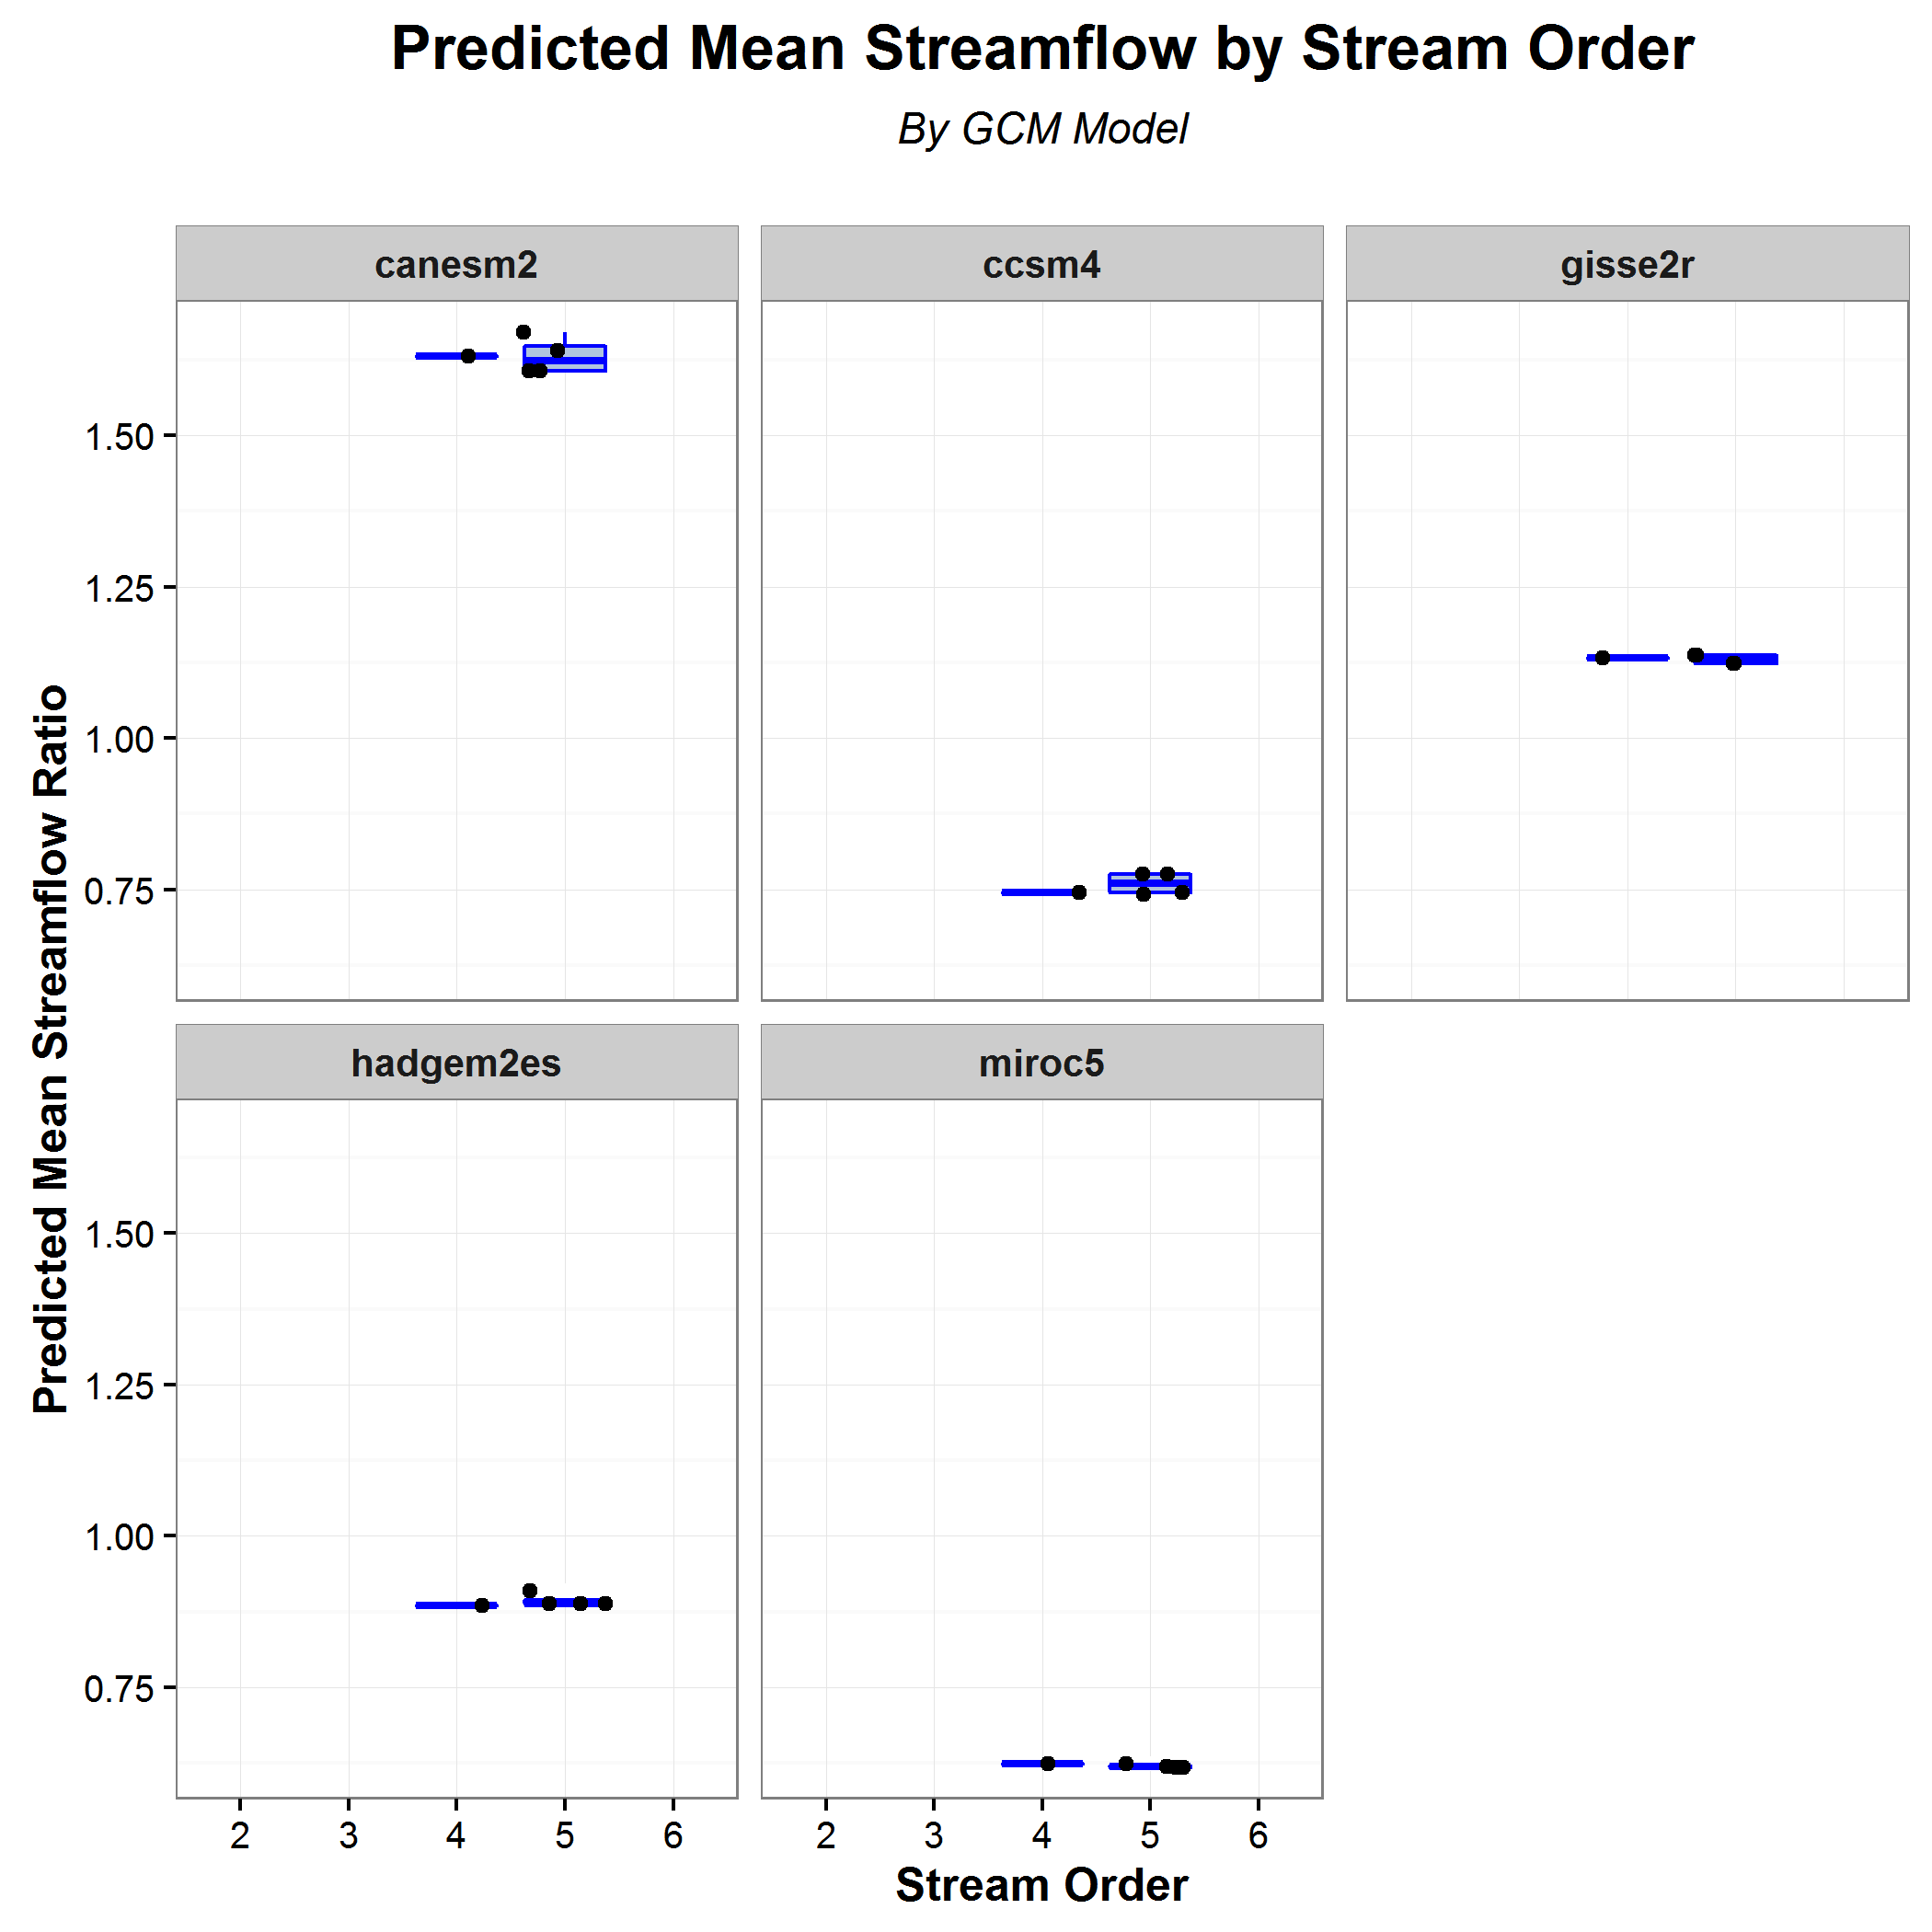 Predicted Mean Streamflow by Stream Order
By GCM Model
canesm2
ccsm4
gisse2r
1.50
1.25
1.00
0.75
Predicted Mean Streamflow Ratio
hadgem2es
miroc5
1.50
1.25
1.00
0.75
2 3 4 5 6
2 3 4 5 6
Stream Order